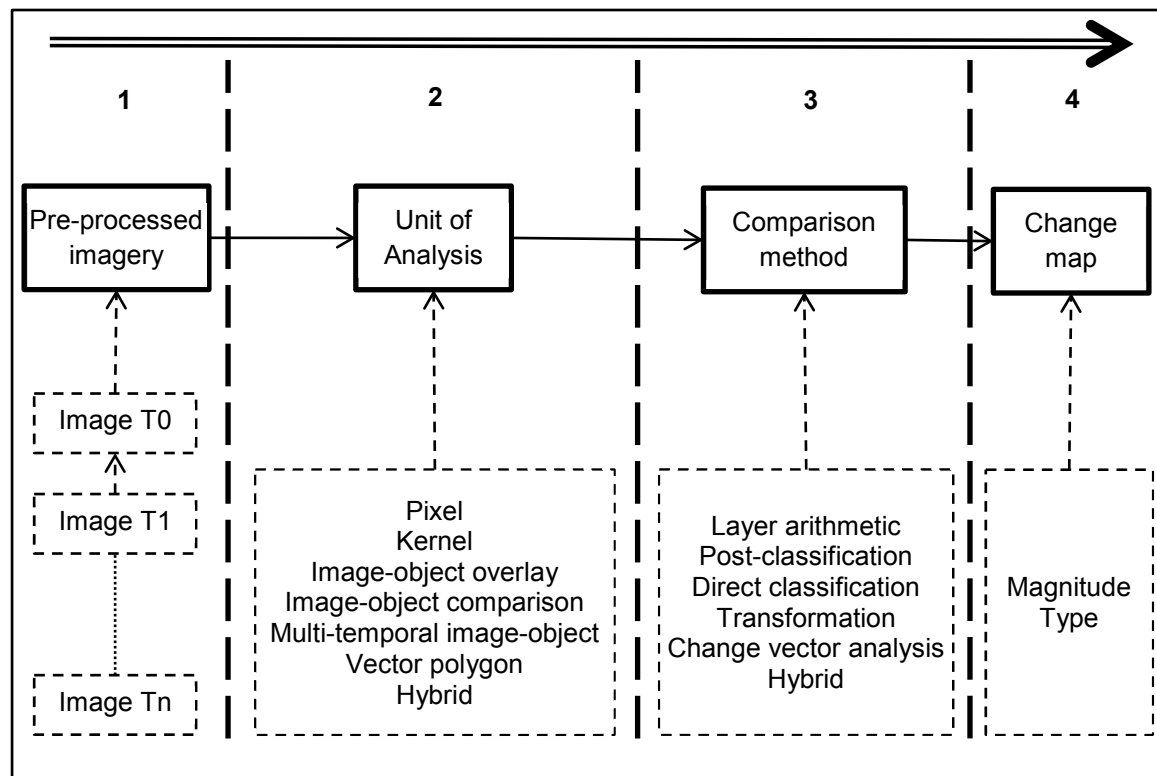 1
2
3
4
Pre-processed
imagery
Unit of
Analysis
Comparison
method
Change
map
Image T0
Image T1
Image Tn
Pixel
Kernel
Image-object overlay
Image-object comparison
Multi-temporal image-object
Vector polygon
Hybrid
Layer arithmetic
Post-classification
Direct classification
Transformation
Change vector analysis
Hybrid
Magnitude
Type